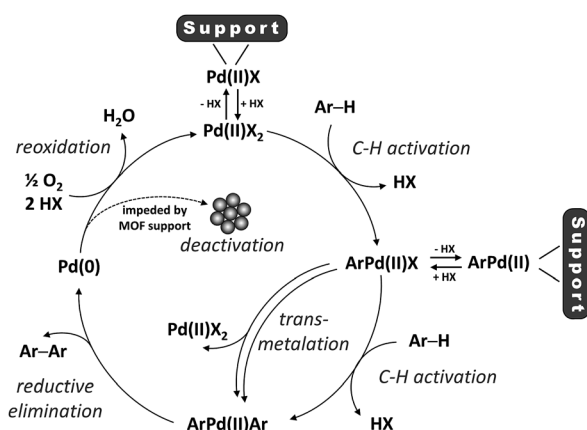 Support
Pd(II)X
- HX
+ HX
Pd(II)X₂
H₂O
reoxidation
½ O₂
2 HX
Ar–H
C-H activation
HX
impeded by
MOF support
deactivation
Pd(0)
ArPd(II)X
- HX
+ HX
ArPd(II)
Support
Pd(II)X₂
trans-
metalation
Ar–H
C-H activation
HX
Ar–Ar
reductive
elimination
ArPd(II)Ar